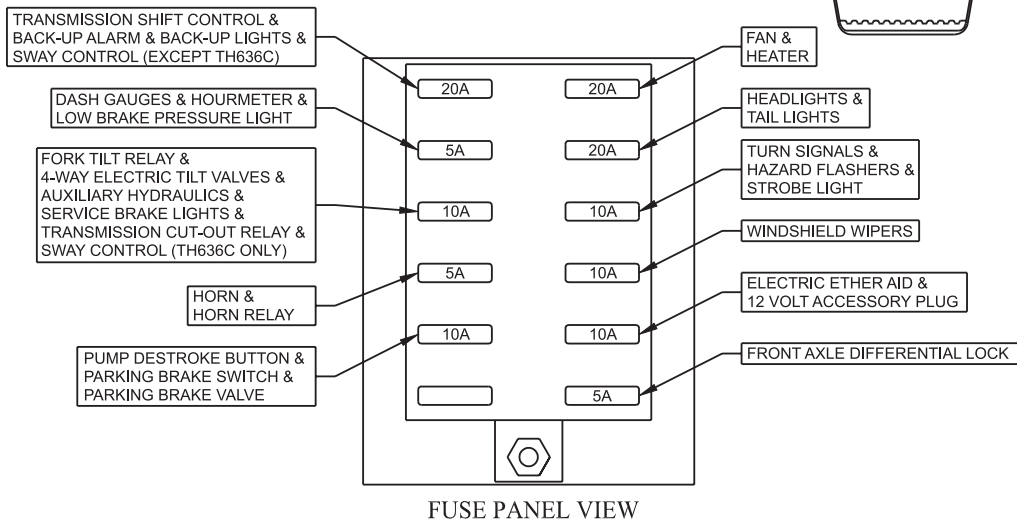 TRANSMISSION SHIFT CONTROL &
BACK-UP ALARM & BACK-UP LIGHTS &
SWAY CONTROL (EXCEPT TH636C)
DASH GAUGES & HOURMETER &
LOW BRAKE PRESSURE LIGHT
FORK TILT RELAY &
4-WAY ELECTRIC TILT VALVES &
AUXILIARY HYDRAULICS &
SERVICE BRAKE LIGHTS &
TRANSMISSION CUT-OUT RELAY &
SWAY CONTROL (TH636C ONLY)
HORN &
HORN RELAY
PUMP DESTROKE BUTTON &
PARKING BRAKE SWITCH &
PARKING BRAKE VALVE
20A
5A
10A
5A
10A
20A
20A
10A
10A
10A
5A
FAN &
HEATER
HEADLIGHTS &
TAIL LIGHTS
TURN SIGNALS &
HAZARD FLASHERS &
STROBE LIGHT
WINDSHIELD WIPERS
ELECTRIC ETHER AID &
12 VOLT ACCESSORY PLUG
FRONT AXLE DIFFERENTIAL LOCK
FUSE PANEL VIEW